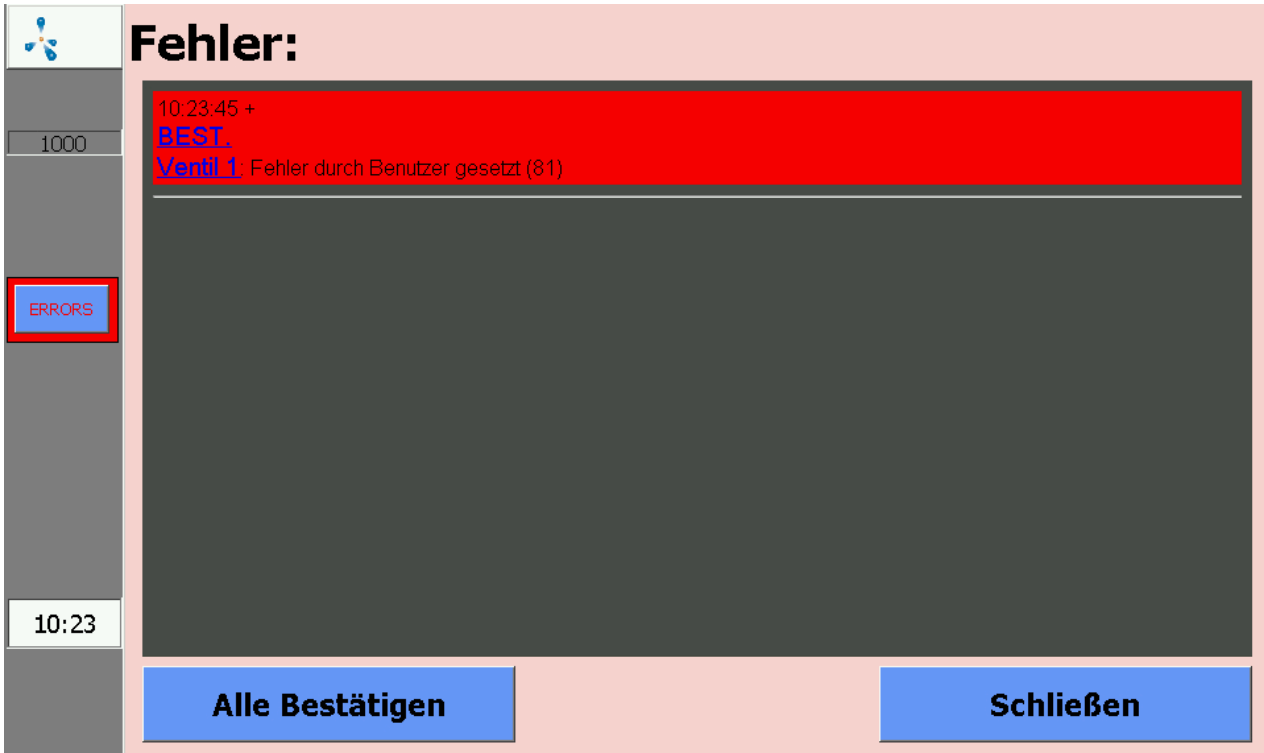 Fehler:
1000
ERRORS
10:23
10:23:45 +
BEST.
Ventil 1: Fehler durch Benutzer gesetzt (81)
Alle Bestätigen
Schließen